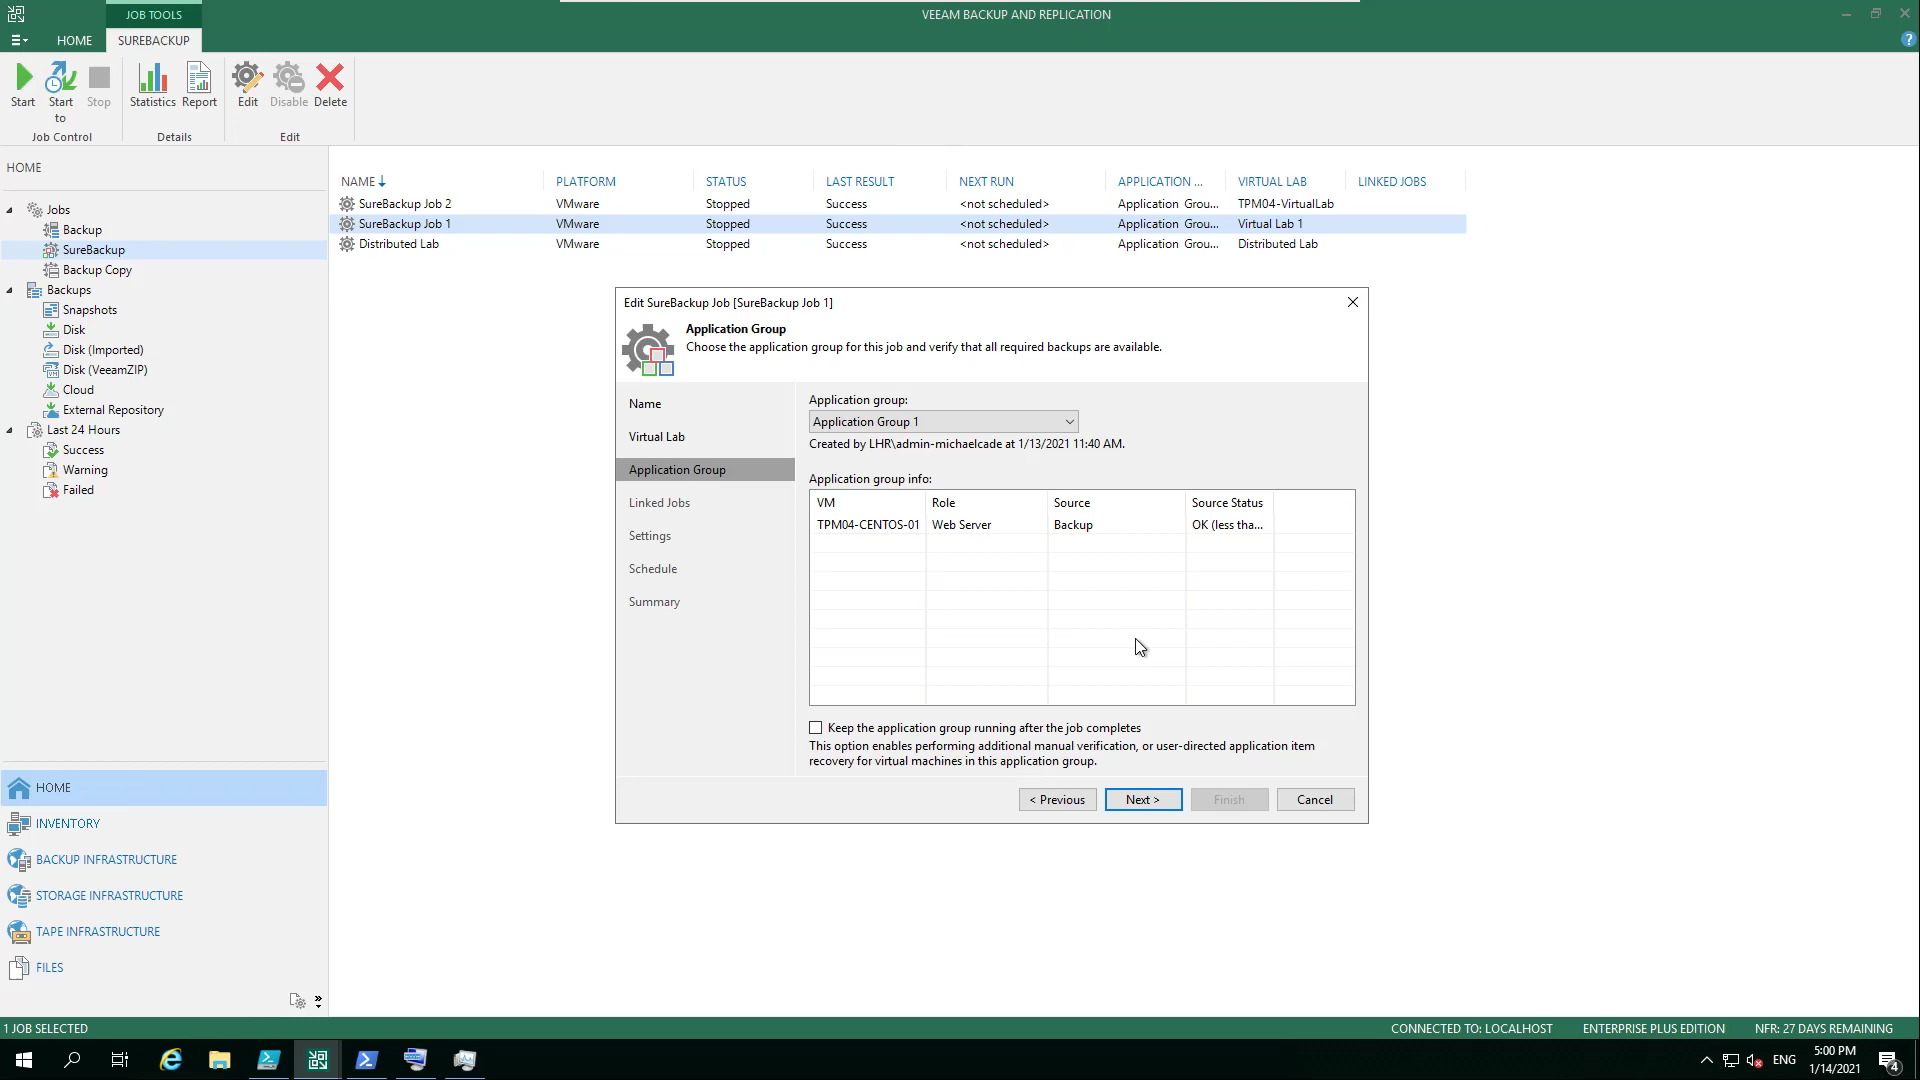 JOB TOOLS
VEEAM BACKUP AND REPLICATION
HOME
SUREBACKUP
?
Start
Start
to
Stop
Statistics
Report
Edit
Disable
Delete
Job Control
Details
Edit
HOME
Jobs
Backup
SureBackup
Backup Copy
Backups
Snapshots
Disk
Disk (Imported)
Disk (VeeamZIP)
Cloud
External Repository
Last 24 Hours
Success
Warning
Failed
NAME PLATFORM STATUS LAST RESULT NEXT RUN APPLICATION ... VIRTUAL LAB LINKED JOBS
SureBackup Job 2 VMware Stopped Success <not scheduled> Application Grou... TPM04-VirtualLab
SureBackup Job 1 VMware Stopped Success <not scheduled> Application Grou... Virtual Lab 1
Distributed Lab VMware Stopped Success <not scheduled> Application Grou... Distributed Lab
Edit SureBackup Job [SureBackup Job 1]
Application Group
Choose the application group for this job and verify that all required backups are available.
Name
Virtual Lab
Application Group
Linked Jobs
Settings
Schedule
Summary
Application group:
Application Group 1
Created by LHR\admin-michaelcade at 1/13/2021 11:40 AM.
Application group info:
VM Role Source Source Status
TPM04-CENTOS-01 Web Server Backup OK (less tha...
Keep the application group running after the job completes
This option enables performing additional manual verification, or user-directed application item
recovery for virtual machines in this application group.
< Previous
Next >
Finish
Cancel
HOME
INVENTORY
BACKUP INFRASTRUCTURE
STORAGE INFRASTRUCTURE
TAPE INFRASTRUCTURE
FILES
1 JOB SELECTED
CONNECTED TO: LOCALHOST
ENTERPRISE PLUS EDITION
NFR: 27 DAYS REMAINING
ENG
5:00 PM
1/14/2021
4